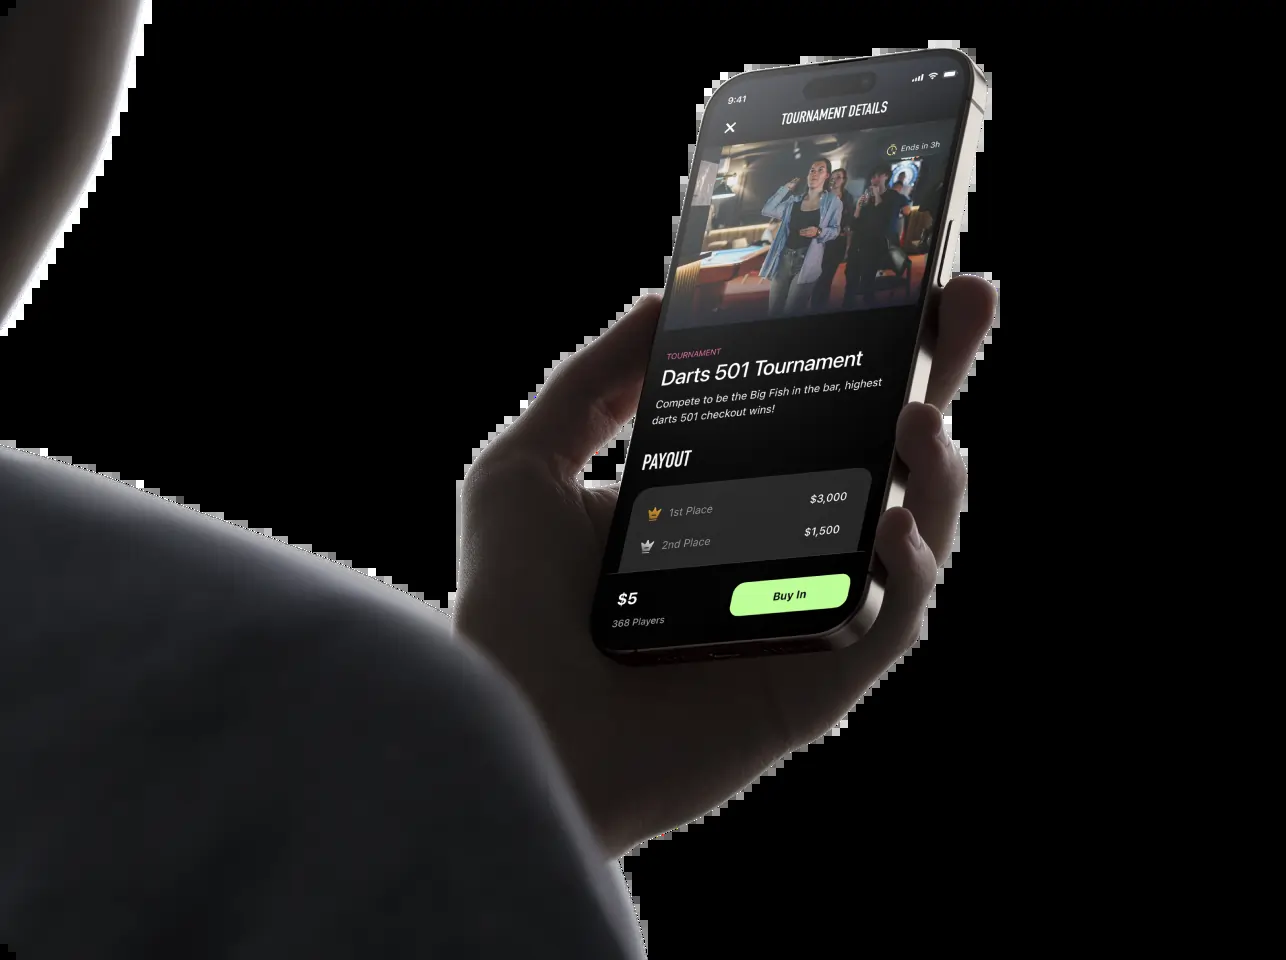 9:41
TOURNAMENT DETAILS
Ends in 3h
TOURNAMENT
Darts 501 Tournament
Compete to be the Big Fish in the bar, highest
darts 501 checkout wins!
PAYOUT
1st Place $3,000
2nd Place $1,500
$5
Buy In
368 Players